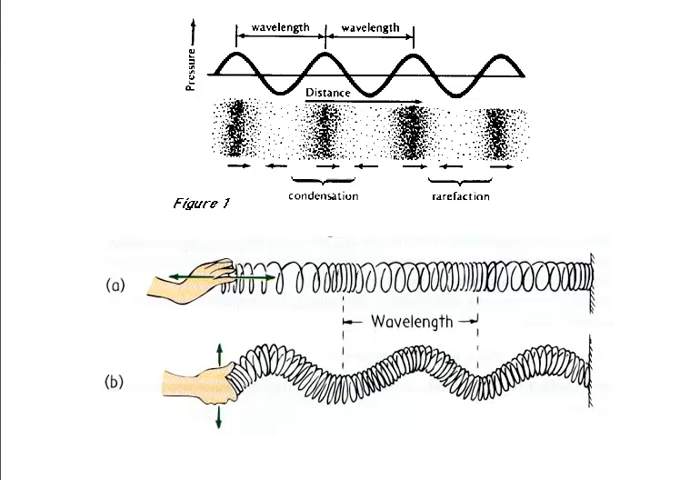 wavelength wavelength
Pressure
Distance
condensation rarefaction
Figure 1
(a)
Wavelength
(b)